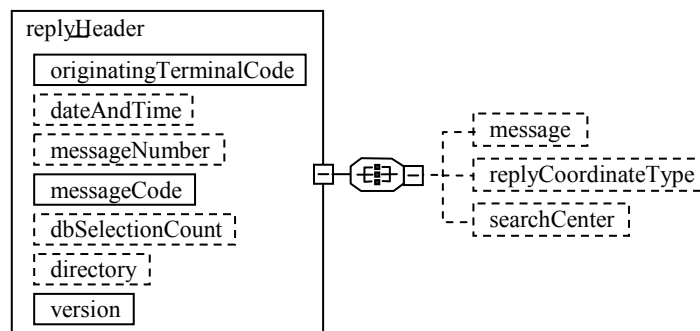 replyHeader
originatingTerminalCode
dateAndTime
messageNumber
messageCode
dbSelectionCount
directory
version
message
replyCoordinateType
searchCenter